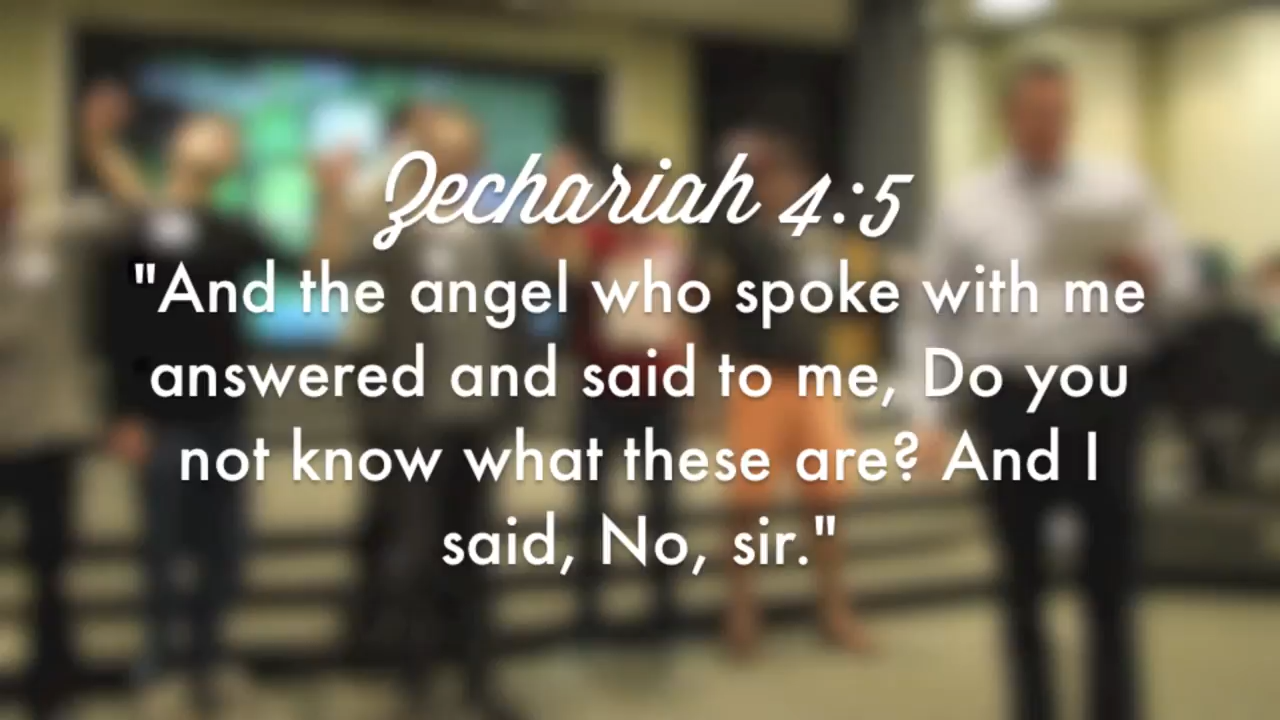 Zechariah 4:5
"And the angel who spoke with me
answered and said to me, Do you
not know what these are? And I
said, No, sir."